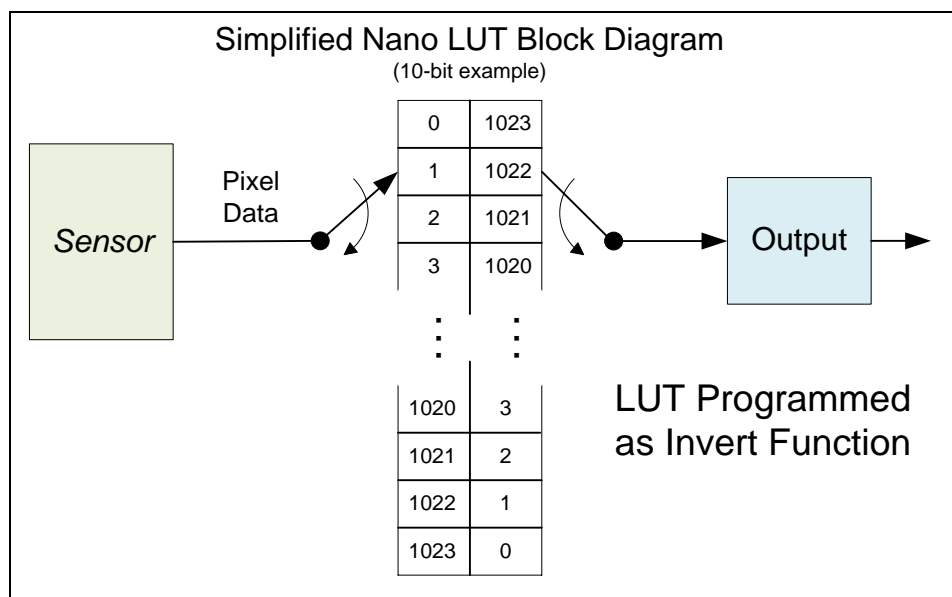 Simplified Nano LUT Block Diagram
(10-bit example)
Sensor
Pixel
Data
0 1023
1 1022
2 1021
3 1020
⋮ ⋮
1020 3
1021 2
1022 1
1023 0
Output
LUT Programmed
as Invert Function